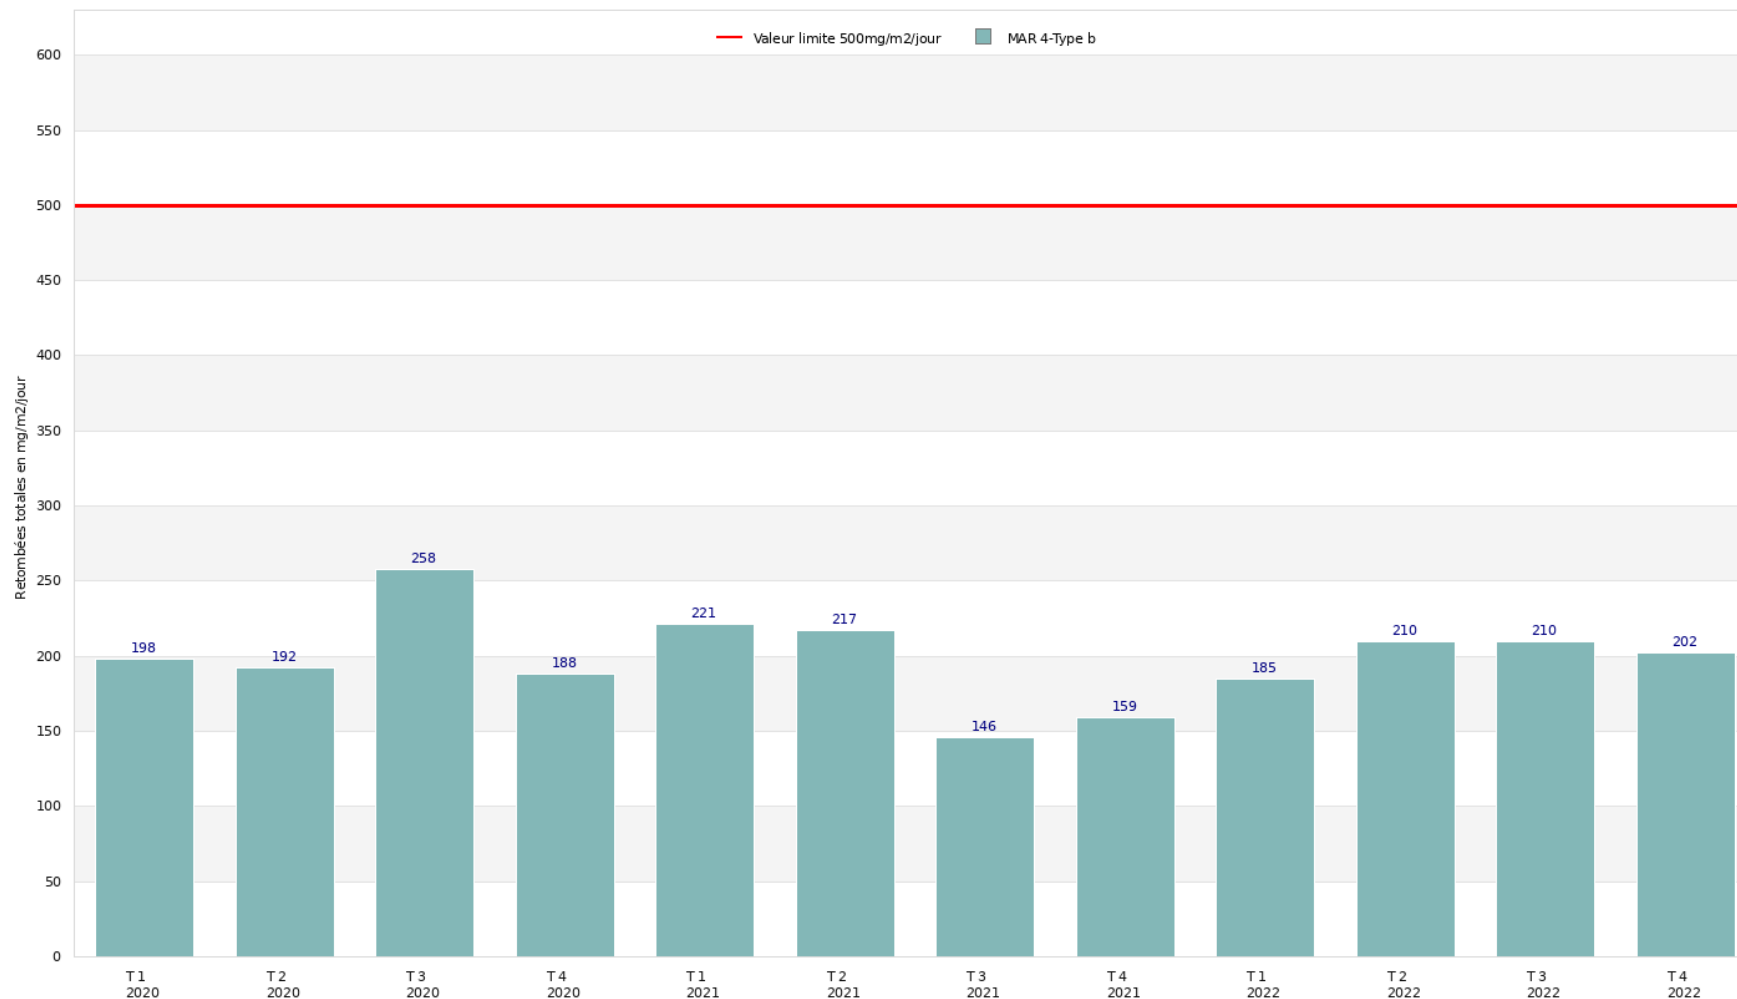 Valeur limite 500mg/m2/jour MAR 4-Type b
Retombées totales en mg/m2/jour
600
550
500
450
400
350
300
250
200
150
100
50
0
198 192 258 188 221 217 146 159 185 210 210 202
T 1 T 2 T 3 T 4 T 1 T 2 T 3 T 4 T 1 T 2 T 3 T 4
2020 2020 2020 2020 2021 2021 2021 2021 2022 2022 2022 2022